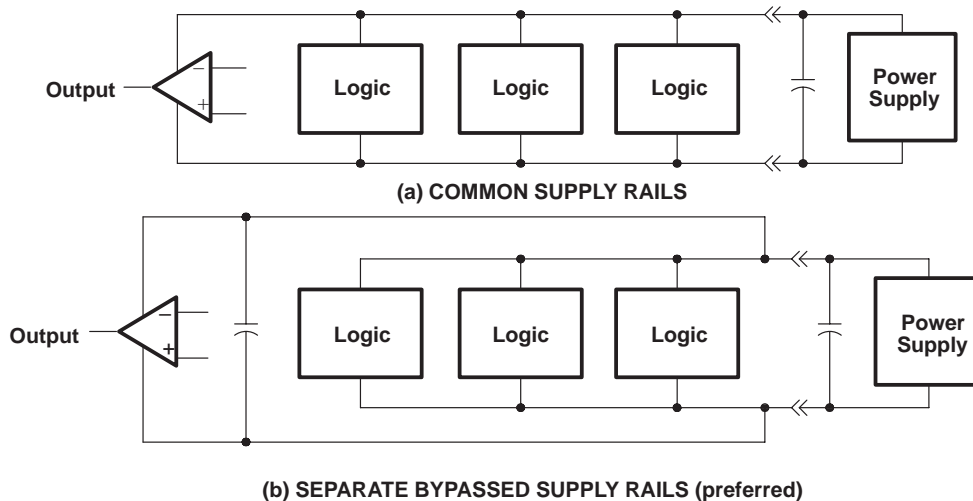 Output
−
+
Logic
Logic
Logic
Power
Supply
(a) COMMON SUPPLY RAILS
Output
−
+
Logic
Logic
Logic
Power
Supply
(b) SEPARATE BYPASSED SUPPLY RAILS (preferred)